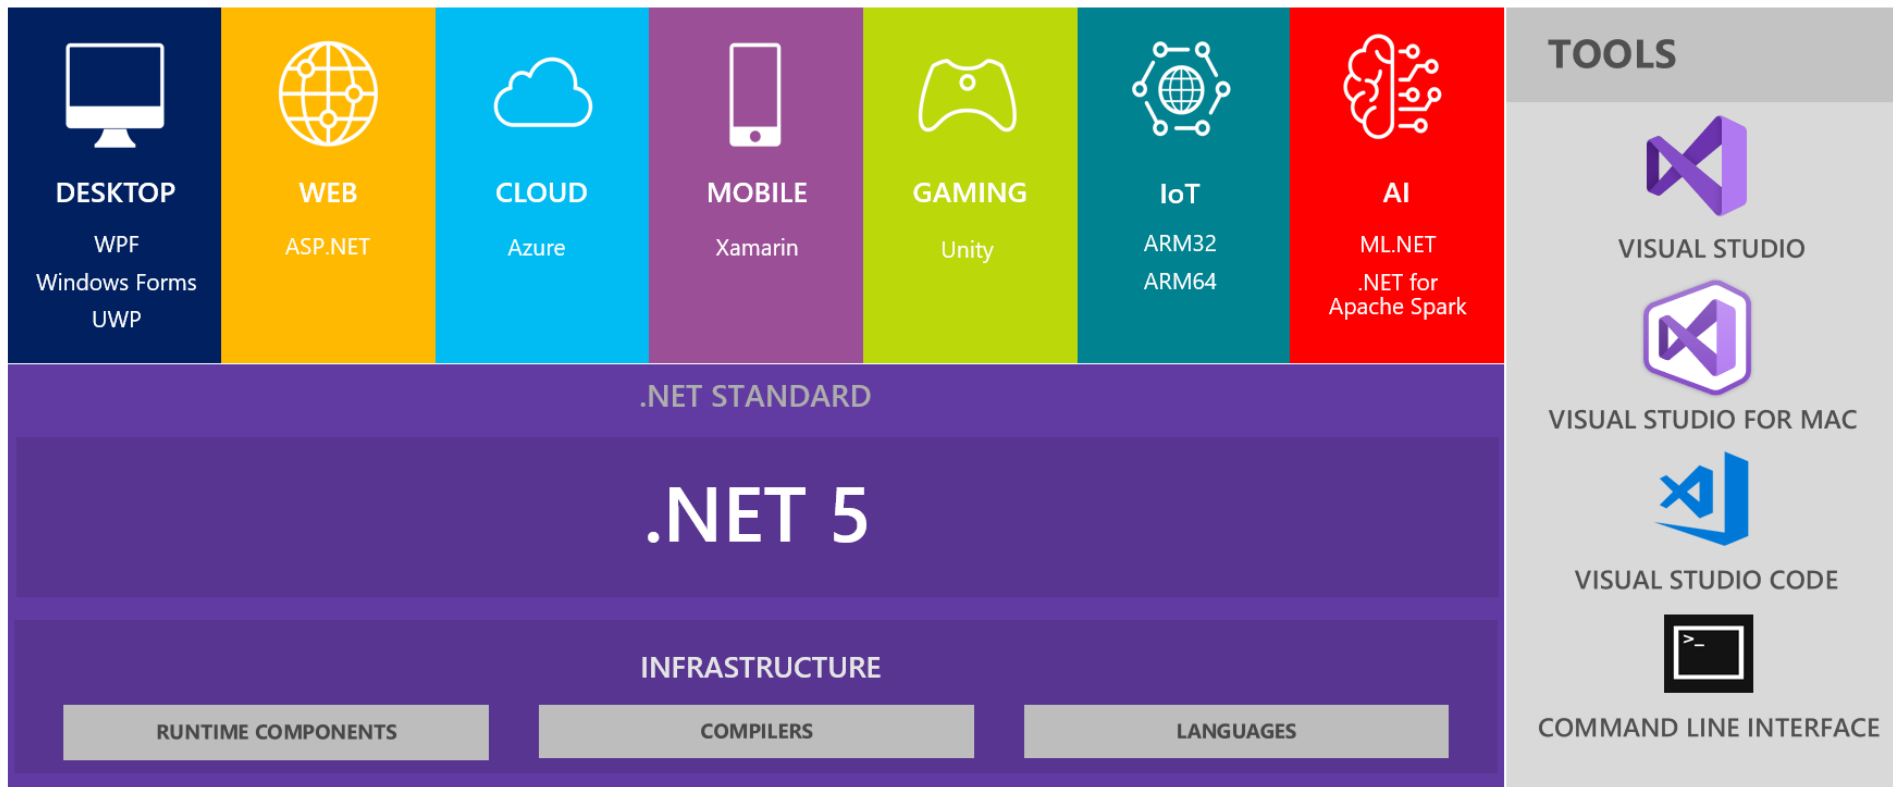 DESKTOP
WPF
Windows Forms
UWP
WEB
ASP.NET
CLOUD
Azure
MOBILE
Xamarin
GAMING
Unity
IoT
ARM32
ARM64
AI
ML.NET
.NET for
Apache Spark
.NET STANDARD
.NET 5
INFRASTRUCTURE
RUNTIME COMPONENTS
COMPILERS
LANGUAGES
TOOLS
VISUAL STUDIO
VISUAL STUDIO FOR MAC
VISUAL STUDIO CODE
>_
COMMAND LINE INTERFACE